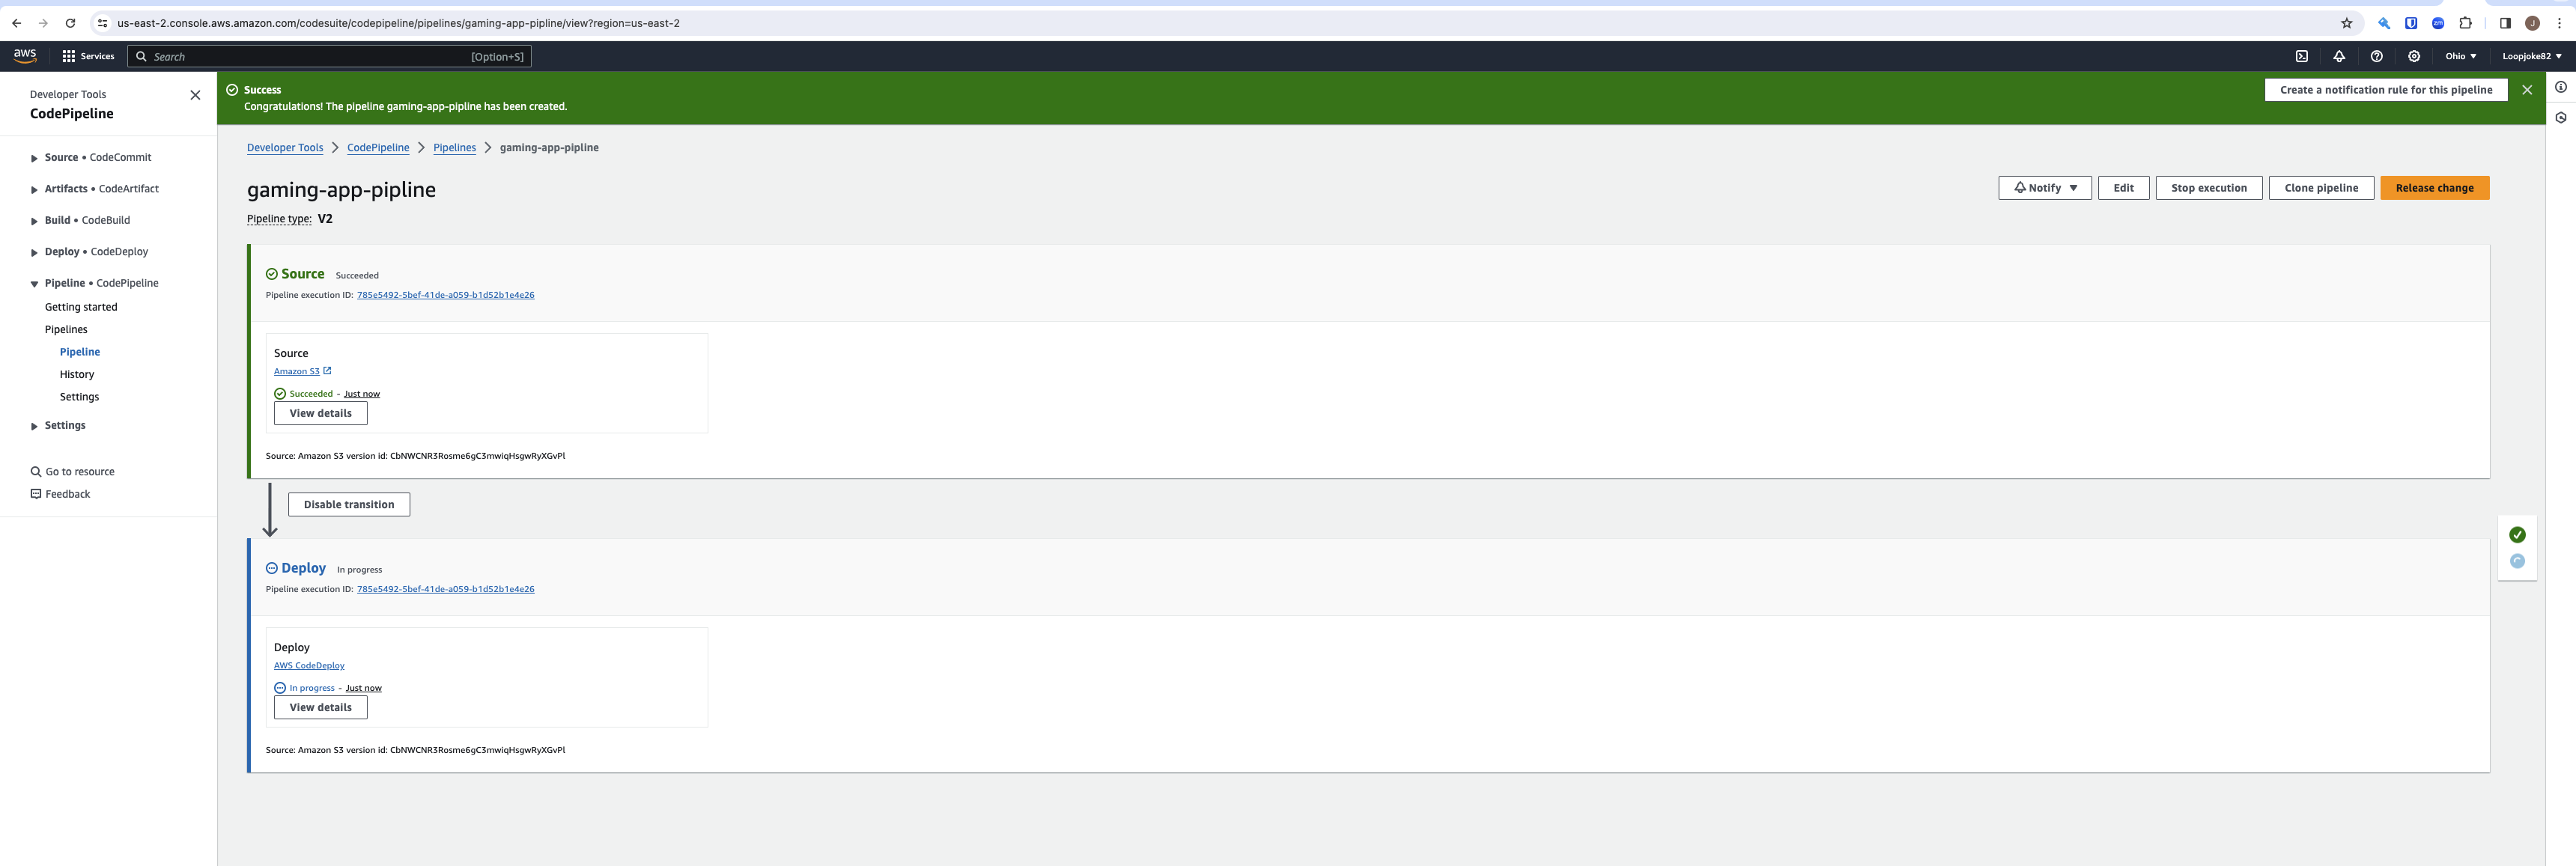 us-east-2.console.aws.amazon.com/codesuite/codepipeline/pipelines/gaming-app-pipline/view?region=us-east-2
zm
J
aws
Services
Search
[Option+S]
Ohio
Loopjoke82
Developer Tools
CodePipeline
Source • CodeCommit
Artifacts • CodeArtifact
Build • CodeBuild
Deploy • CodeDeploy
Pipeline • CodePipeline
Getting started
Pipelines
Pipeline
History
Settings
Settings
Go to resource
Feedback
Success
Congratulations! The pipeline gaming-app-pipline has been created.
Create a notification rule for this pipeline
Developer Tools > CodePipeline > Pipelines > gaming-app-pipline
gaming-app-pipline
Notify
Edit
Stop execution
Clone pipeline
Release change
Pipeline type: V2
Source Succeeded
Pipeline execution ID: 785e5492-5bef-41de-a059-b1d52b1e4e26
Source
Amazon S3
Succeeded - Just now
View details
Source: Amazon S3 version id: CbNWCNR3Rosme6gC3mwiqHsgwRyXGvPl
Disable transition
Deploy In progress
Pipeline execution ID: 785e5492-5bef-41de-a059-b1d52b1e4e26
Deploy
AWS CodeDeploy
In progress - Just now
View details
Source: Amazon S3 version id: CbNWCNR3Rosme6gC3mwiqHsgwRyXGvPl